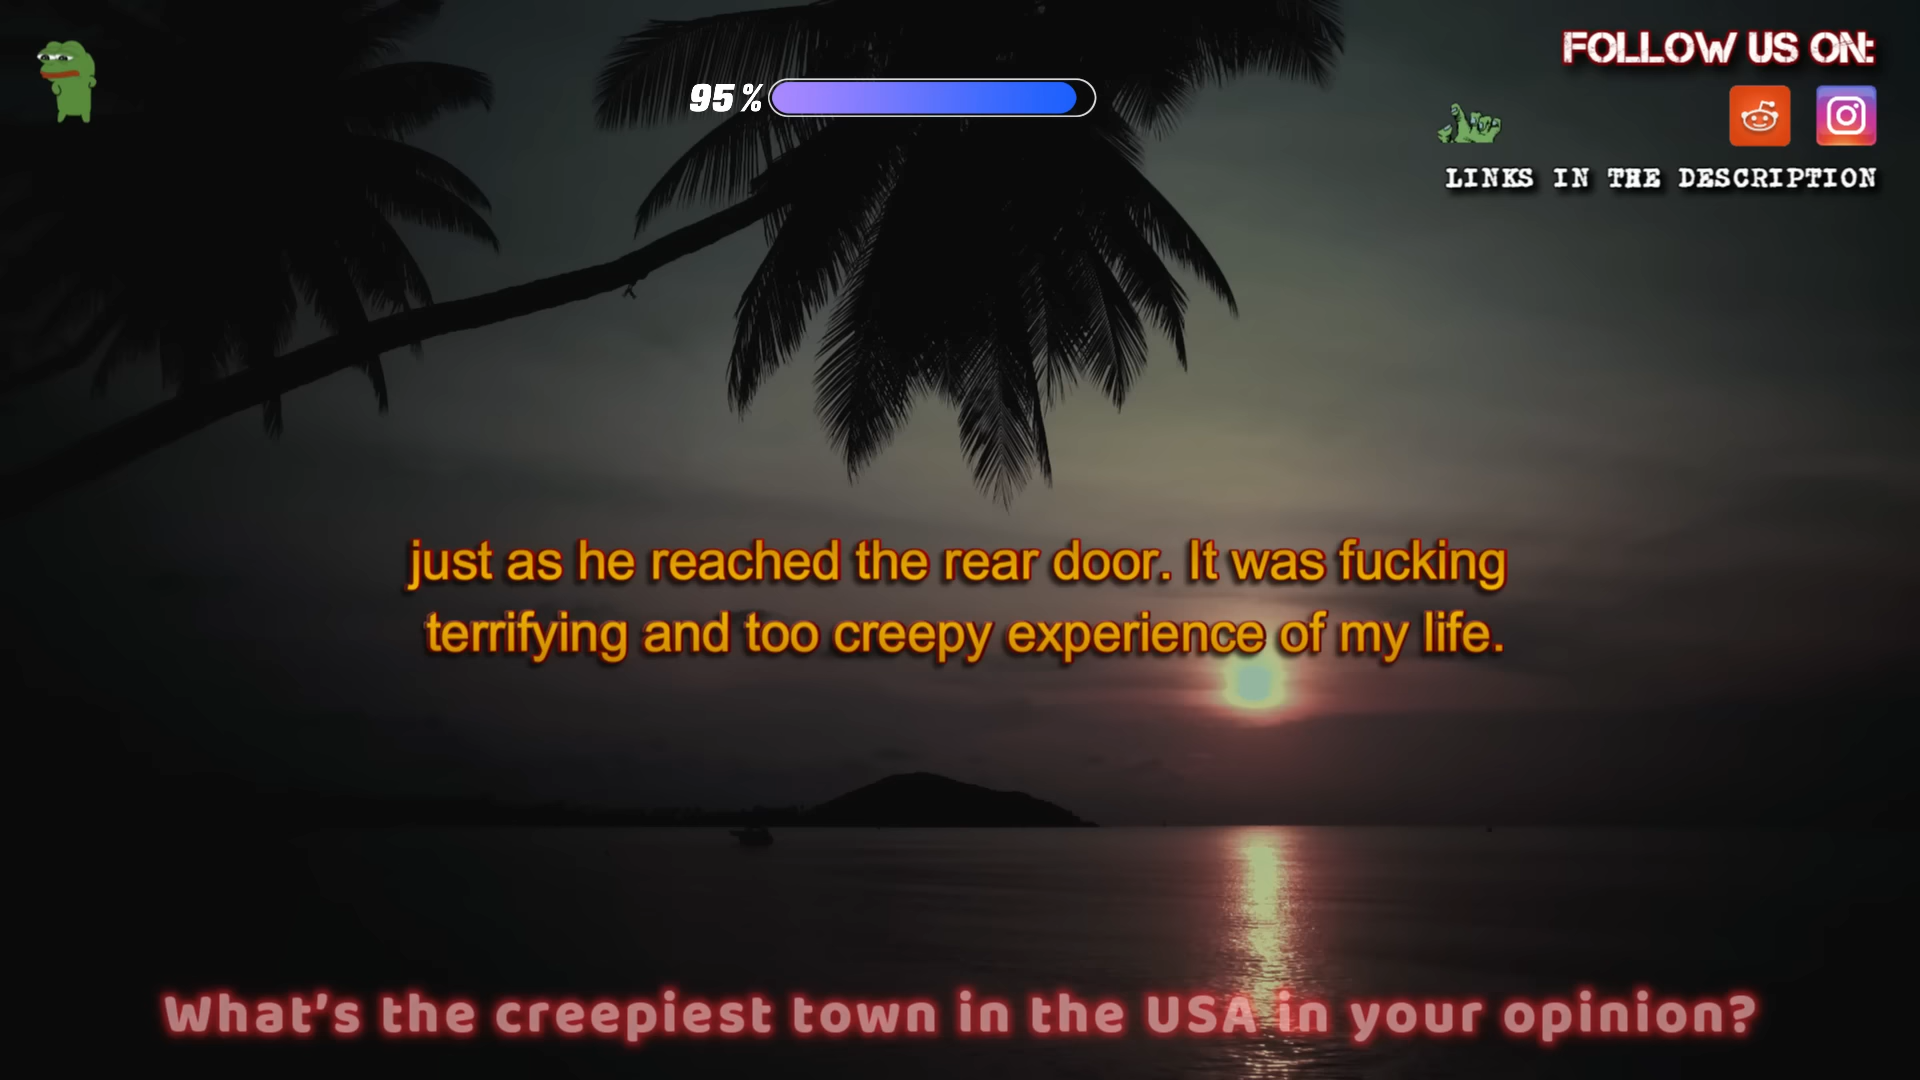 FOLLOW US ON:
95%
LINKS IN THE DESCRIPTION
just as he reached the rear door. It was fucking
terrifying and too creepy experience of my life.
What's the creepiest town in the USA in your opinion?